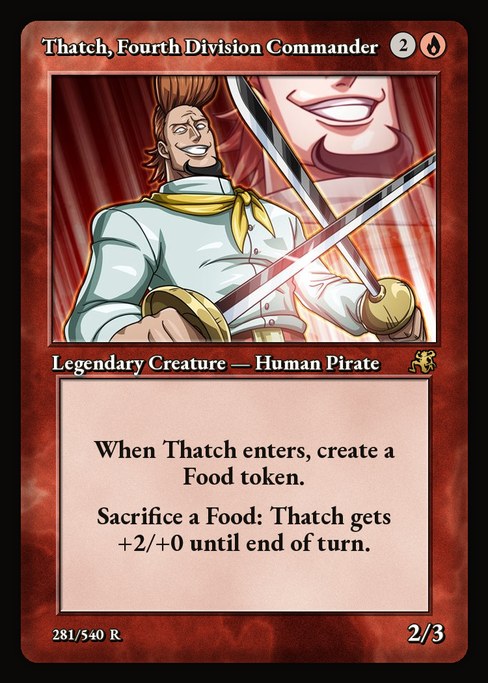 Thatch, Fourth Division Commander 2
Legendary Creature — Human Pirate
When Thatch enters, create a
Food token.
Sacrifice a Food: Thatch gets
+2/+0 until end of turn.
281/540 R
2/3